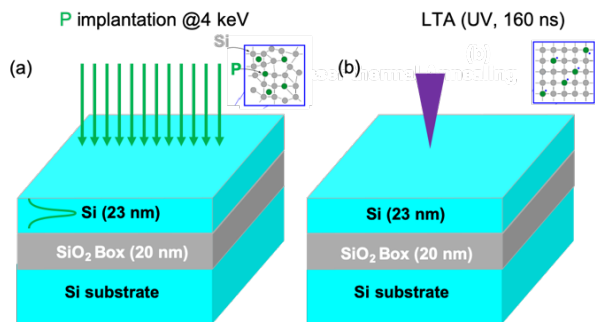 P implantation @4 keV
LTA (UV, 160 ns)
Si
P
(a)
(b)
Si (23 nm)
SiO₂ Box (20 nm)
Si substrate
Si (23 nm)
SiO₂ Box (20 nm)
Si substrate